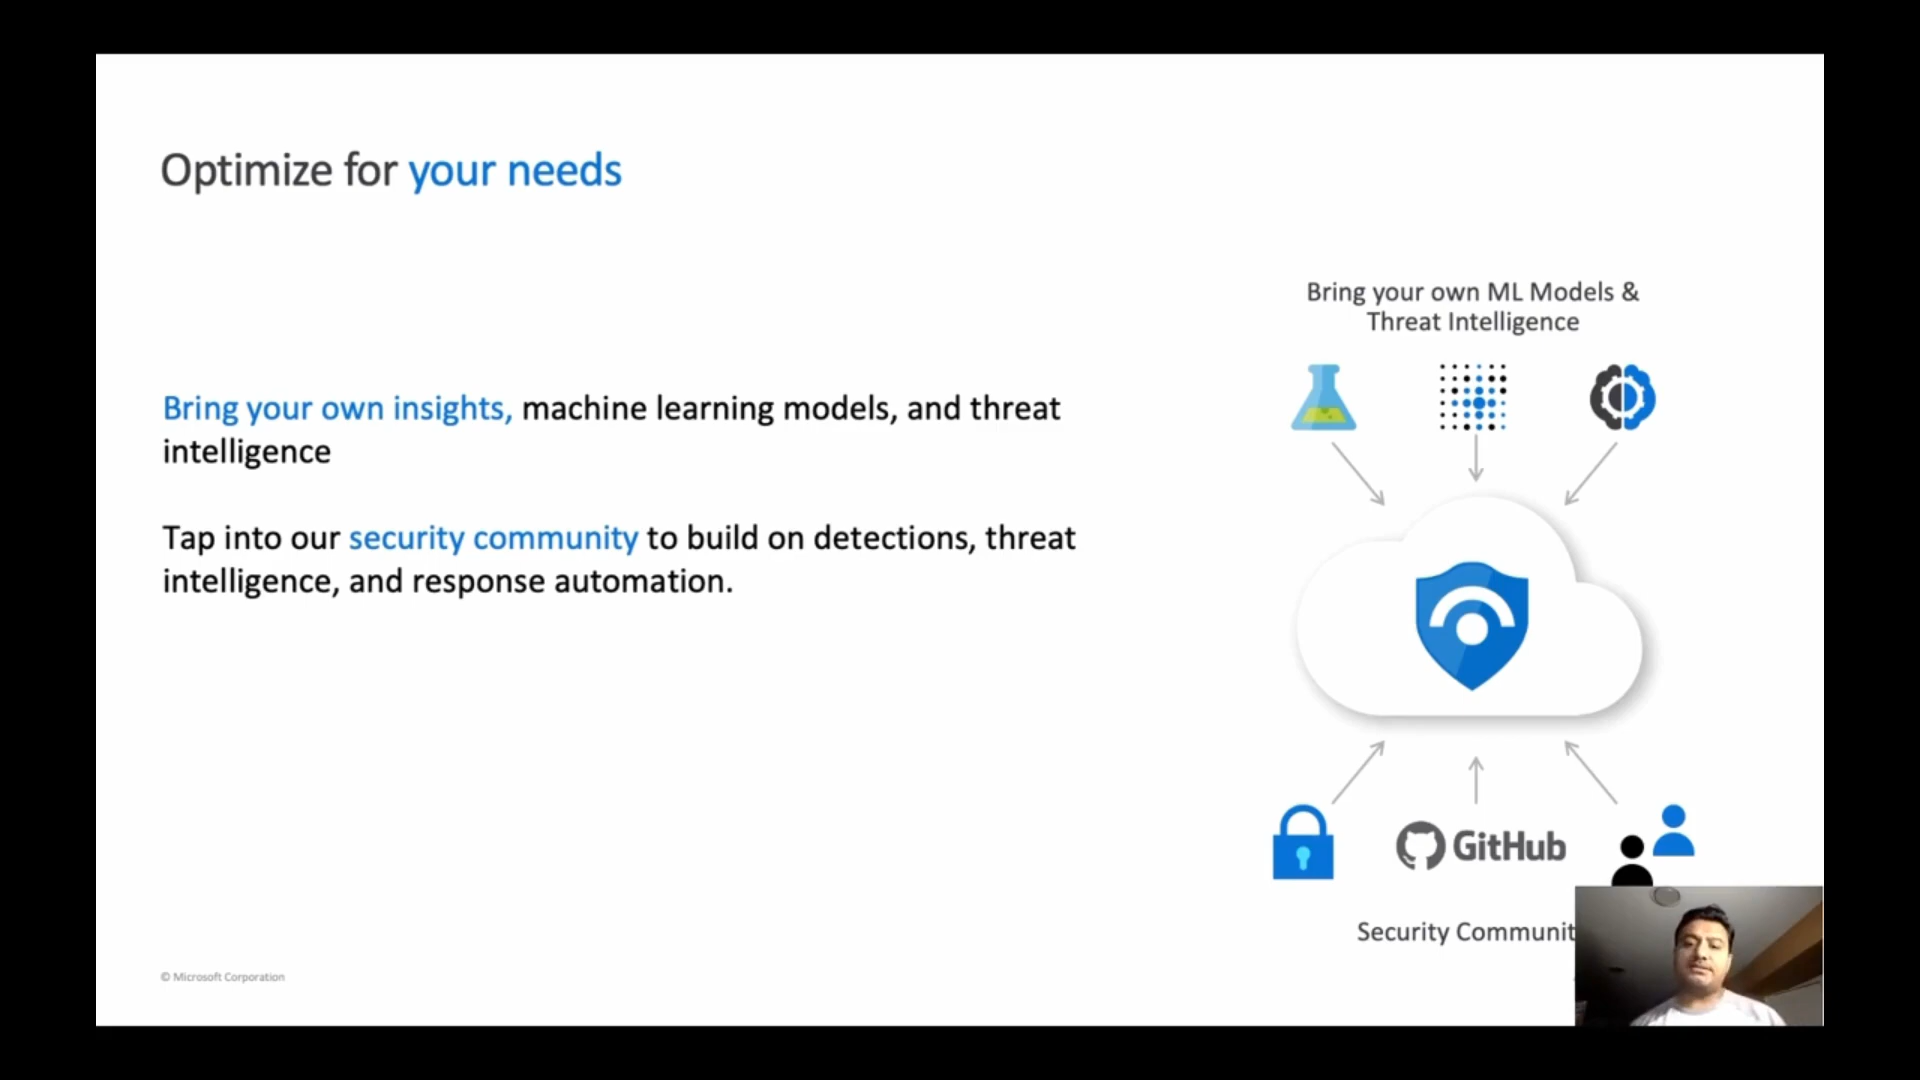 Optimize for your needs
Bring your own ML Models &
Threat Intelligence
Bring your own insights, machine learning models, and threat
intelligence
Tap into our security community to build on detections, threat
intelligence, and response automation.
GitHub
Security Communit
© Microsoft Corporation